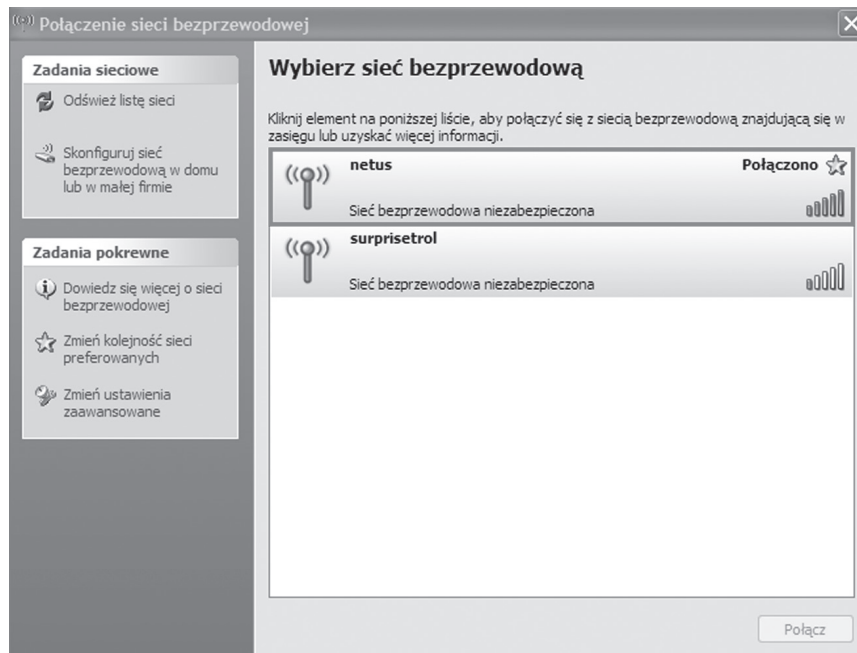 Połączenie sieci bezprzewodowej
Zadania sieciowe
Odśwież listę sieci
Skonfiguruj sieć
bezprzewodową w domu
lub w małej firmie
Zadania pokrewne
Dowiedz się więcej o sieci
bezprzewodowej
Zmień kolejność sieci
preferowanych
Zmień ustawienia
zaawansowane
Wybierz sieć bezprzewodową
Kliknij element na poniższej liście, aby połączyć się z siecią bezprzewodową znajdującą się w
zasięgu lub uzyskać więcej informacji.
netus Połączono
Sieć bezprzewodowa niezabezpieczona
surprisetrol
Sieć bezprzewodowa niezabezpieczona
Połącz